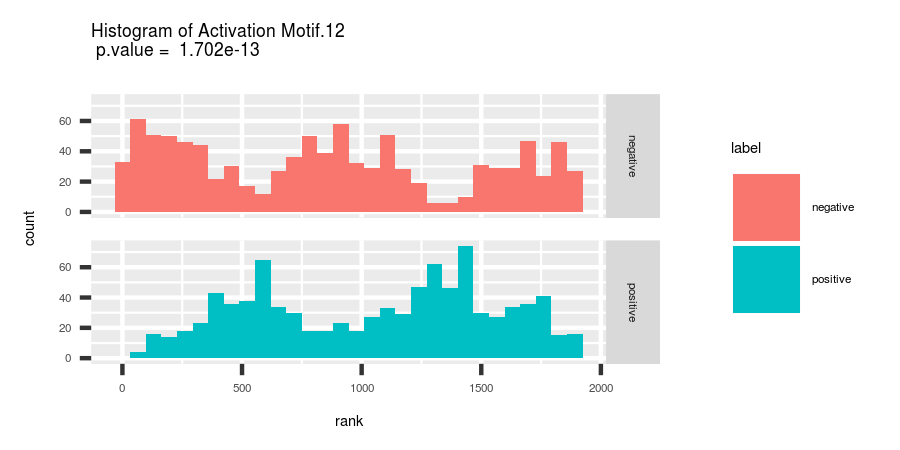 Histogram of Activation Motif.12
p.value = 1.702e-13
count
60
40
20
0
negative
60
40
20
0
positive
0 500 1000 1500 2000
rank
label
negative
positive